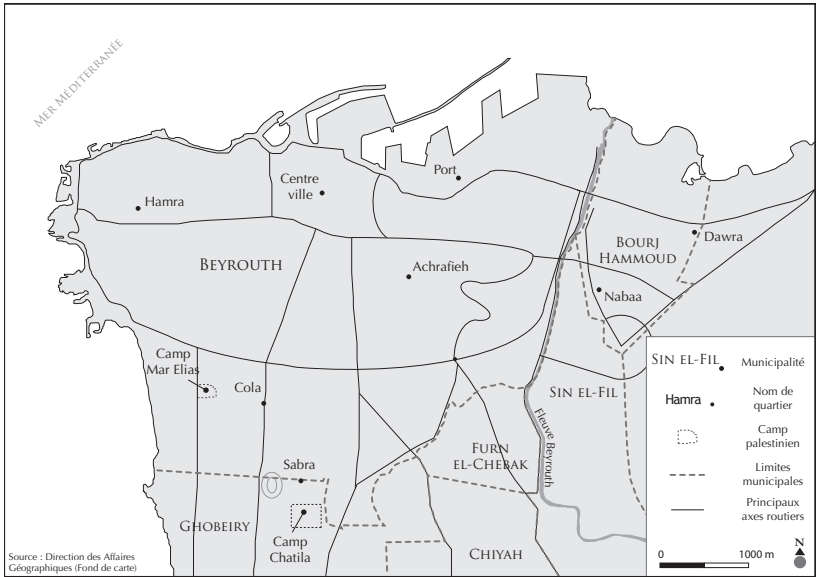 MER MÉDITERRANÉE
Hamra
Centre
ville
Port
BEYROUTH
Achrafieh
BOURJ
HAMMOUD
Dawra
Nabaa
Camp
Mar Elias
Cola
SIN EL-FIL
Fleuve Beyrouth
FURN
EL-CHEBAK
Sabra
GHOBEIRY
Camp
Chatila
CHIYAH
SIN EL-FIL
Municipalité
Hamra
Nom de
quartier
Camp
palestinien
Limites
municipales
Principaux
axes routiers
0 1000 m
N
Source : Direction des Affaires
Géographiques (Fond de carte)